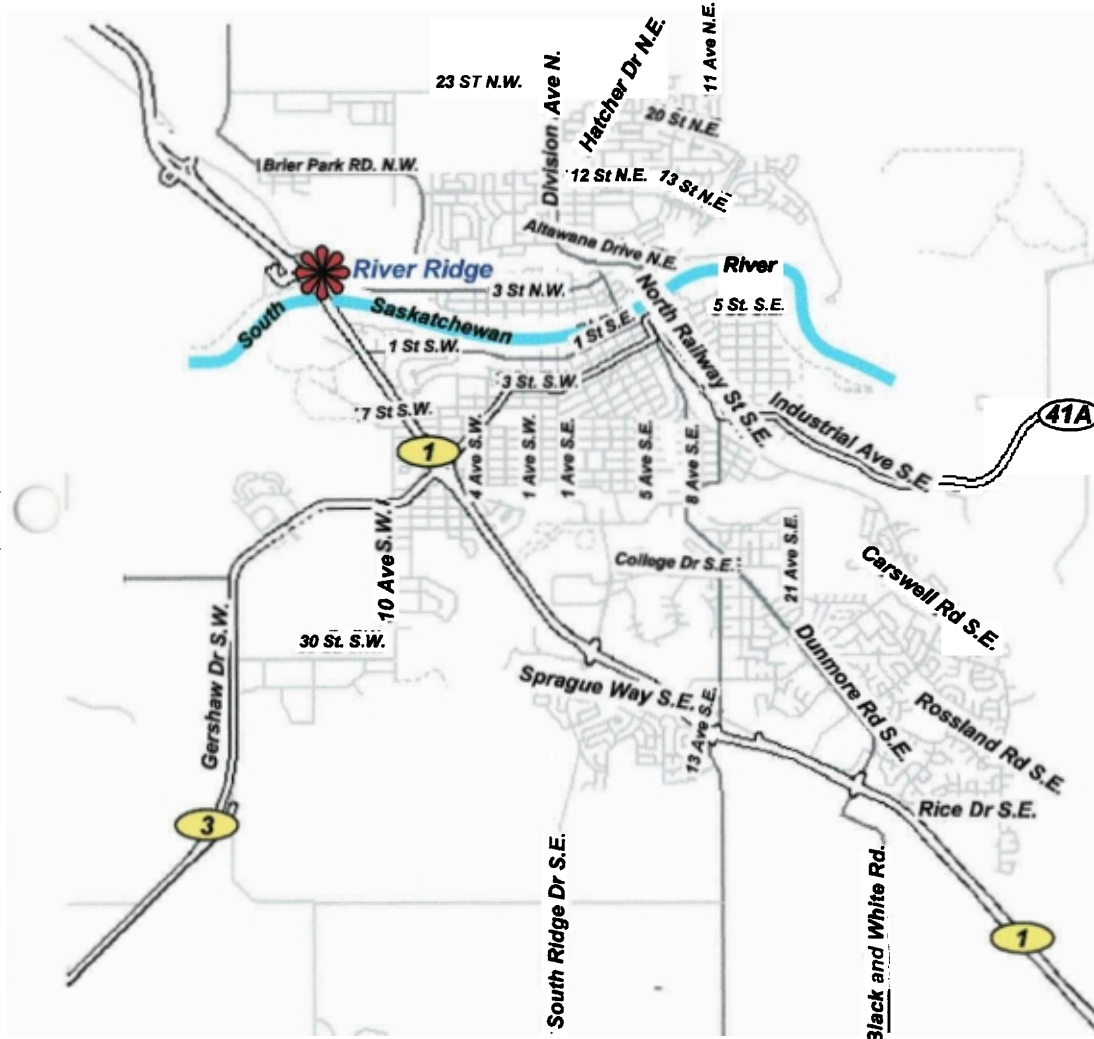 11 Ave N.E.
Hatcher Dr N.E.
Division Ave N.
23 ST N.W.
20 St N.E.
Brier Park RD. N.W.
12 St N.E.
13 St N.E.
Altawana Drive N.E.
River Ridge
River
3 St N.W.
South
Saskatchewan
North Railway St S.E.
5 St. S.E.
1 St S.E.
1 St S.W.
3 St. S.W.
7 St S.W.
Industrial Ave S.E.
41A
1
4 Ave S.W.
1 Ave S.W.
1 Ave S.E.
5 Ave S.E.
8 Ave S.E.
10 Ave S.W.
College Dr S.E.
21 Ave S.E.
Carswell Rd S.E.
30 St. S.W.
Gershaw Dr S.W.
Sprague Way S.E.
13 Ave S.E.
Dunmore Rd S.E.
Rossland Rd S.E.
Rice Dr S.E.
3
South Ridge Dr S.E.
Black and White Rd.
1